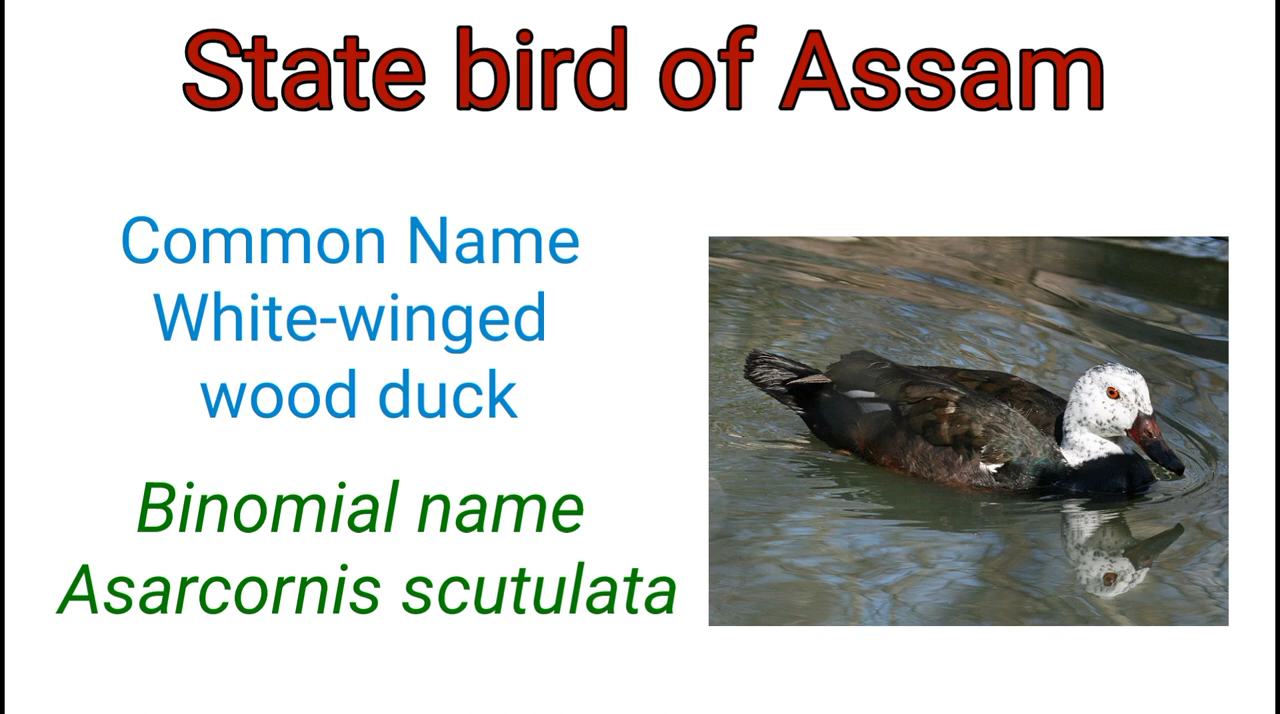 State bird of Assam
Common Name
White-winged
wood duck
Binomial name
Asarcornis scutulata